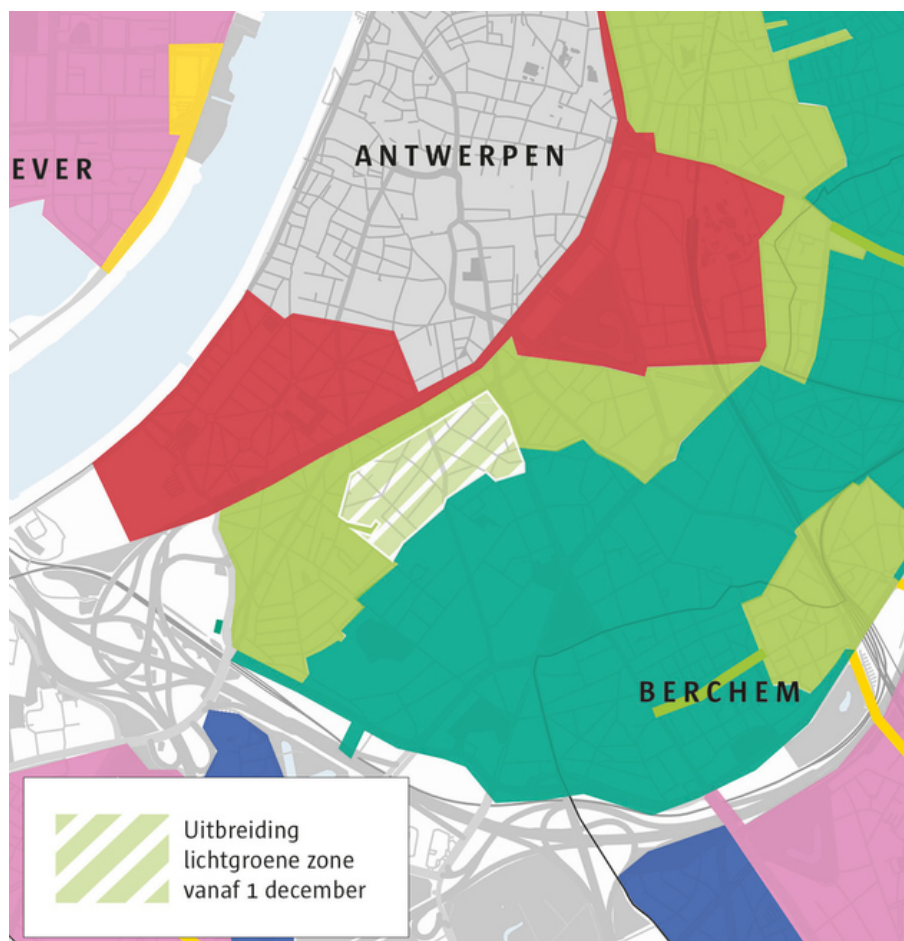 ANTWERPEN
EVER
BERCHEM
Uitbreiding
lichtgroene zone
vanaf 1 december